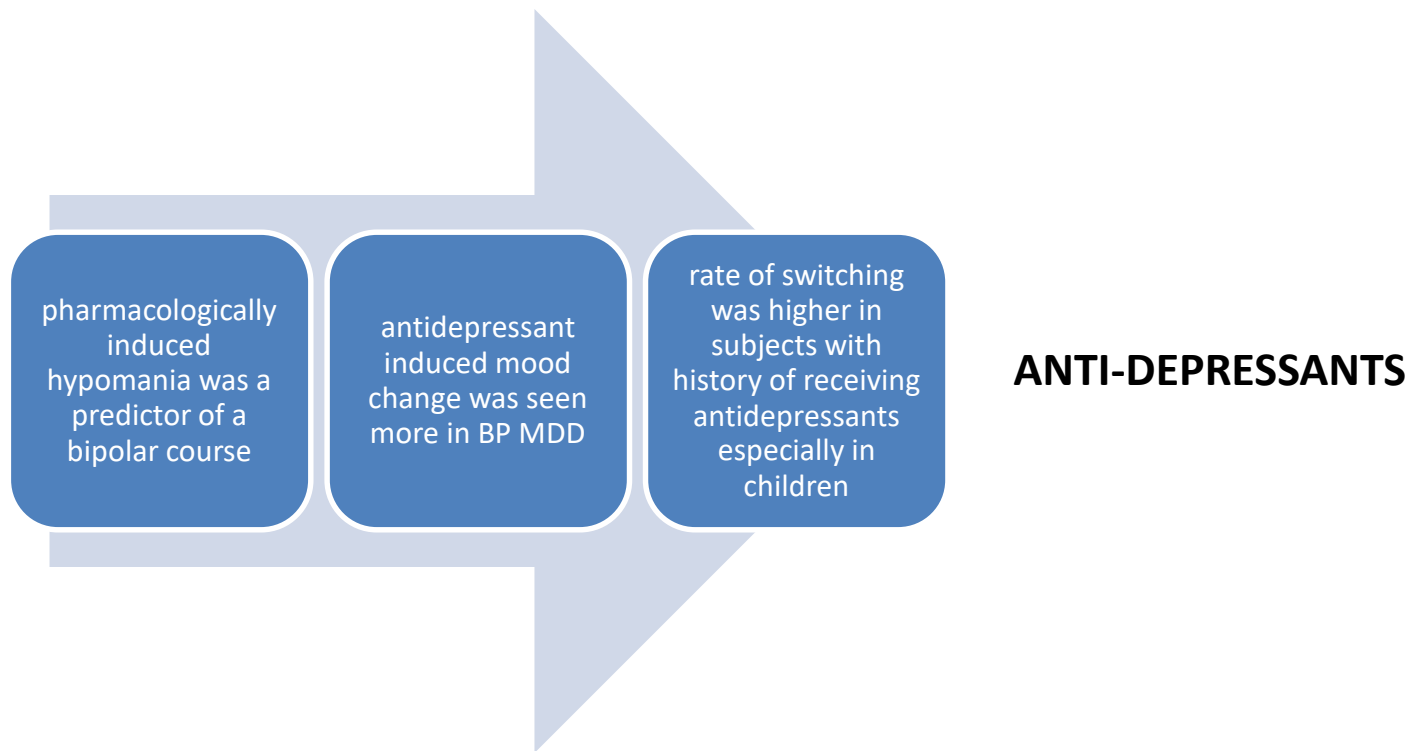 pharmacologically
induced
hypomania was a
predictor of a
bipolar course
antidepressant
induced mood
change was seen
more in BP MDD
rate of switching
was higher in
subjects with
history of receiving
antidepressants
especially in
children
ANTI-DEPRESSANTS